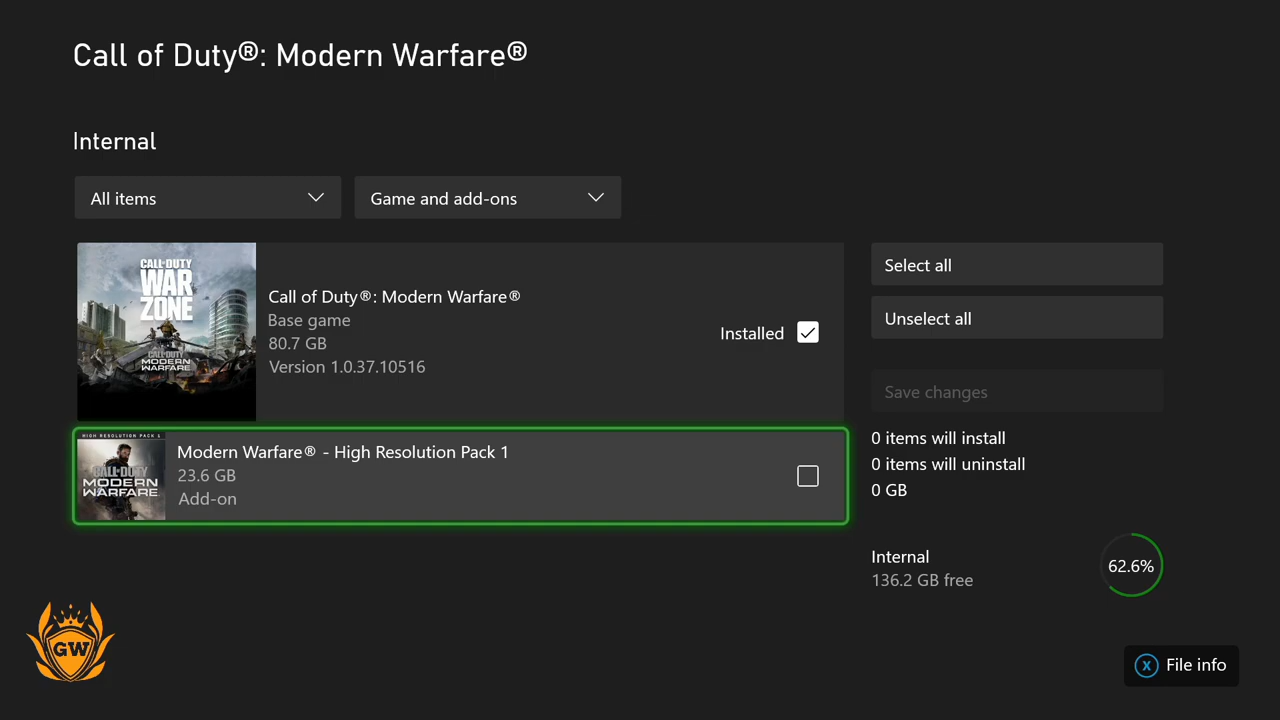 Call of Duty®: Modern Warfare®
Internal
All items
Game and add-ons
CALL·DUTY
WAR
ZONE
CALL·DUTY
MODERN
WARFARE
Call of Duty®: Modern Warfare®
Base game
80.7 GB
Version 1.0.37.10516
Installed
HIGH RESOLUTION PACK 1
CALL·DUTY
MODERN
WARFARE
Modern Warfare® - High Resolution Pack 1
23.6 GB
Add-on
Select all
Unselect all
Save changes
0 items will install
0 items will uninstall
0 GB
Internal
136.2 GB free
62.6%
GW
X File info